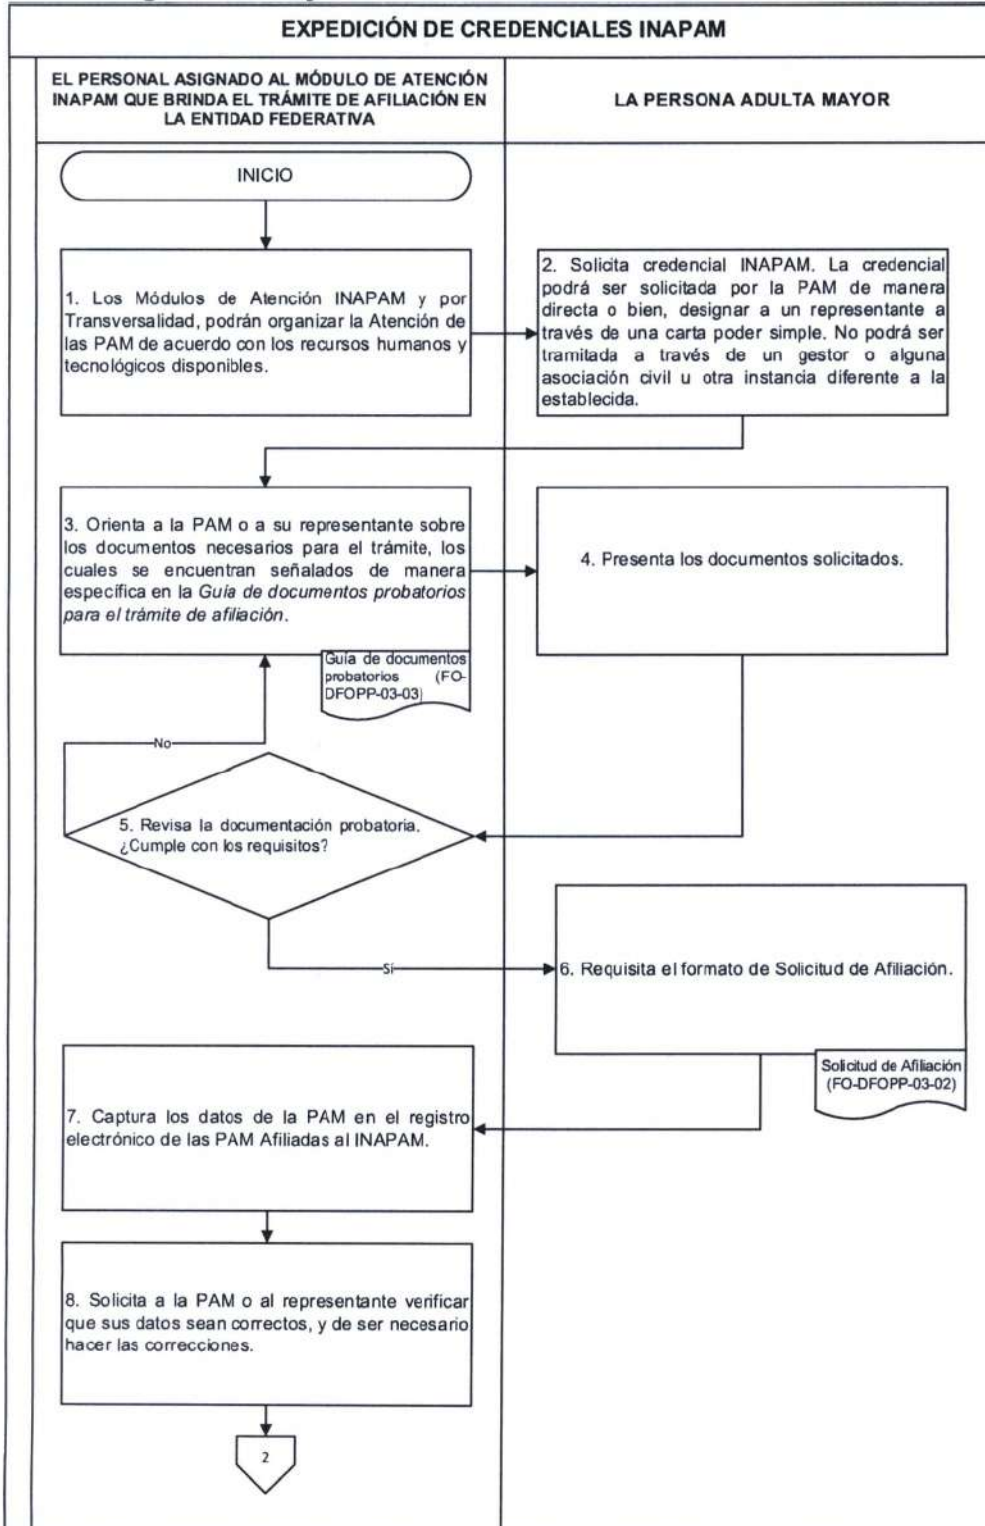 EXPEDICIÓN DE CREDENCIALES INAPAM
EL PERSONAL ASIGNADO AL MÓDULO DE ATENCIÓN
INAPAM QUE BRINDA EL TRÁMITE DE AFILIACIÓN EN
LA ENTIDAD FEDERATIVA
LA PERSONA ADULTA MAYOR
INICIO
1. Los Módulos de Atención INAPAM y por
Transversalidad, podrán organizar la Atención de
las PAM de acuerdo con los recursos humanos y
tecnológicos disponibles.
2. Solicita credencial INAPAM. La credencial
podrá ser solicitada por la PAM de manera
directa o bien, designar a un representante a
través de una carta poder simple. No podrá ser
tramitada a través de un gestor o alguna
asociación civil u otra instancia diferente a la
establecida.
3. Orienta a la PAM o a su representante sobre
los documentos necesarios para el trámite, los
cuales se encuentran señalados de manera
específica en la Guía de documentos probatorios
para el trámite de afiliación.
Guía de documentos
probatorios (FO-
DFOPP-03-03)
4. Presenta los documentos solicitados.
No
5. Revisa la documentación probatoria.
¿Cumple con los requisitos?
Sí
6. Requisita el formato de Solicitud de Afiliación.
Solicitud de Afiliación
(FO-DFOPP-03-02)
7. Captura los datos de la PAM en el registro
electrónico de las PAM Afiliadas al INAPAM.
8. Solicita a la PAM o al representante verificar
que sus datos sean correctos, y de ser necesario
hacer las correcciones.
2